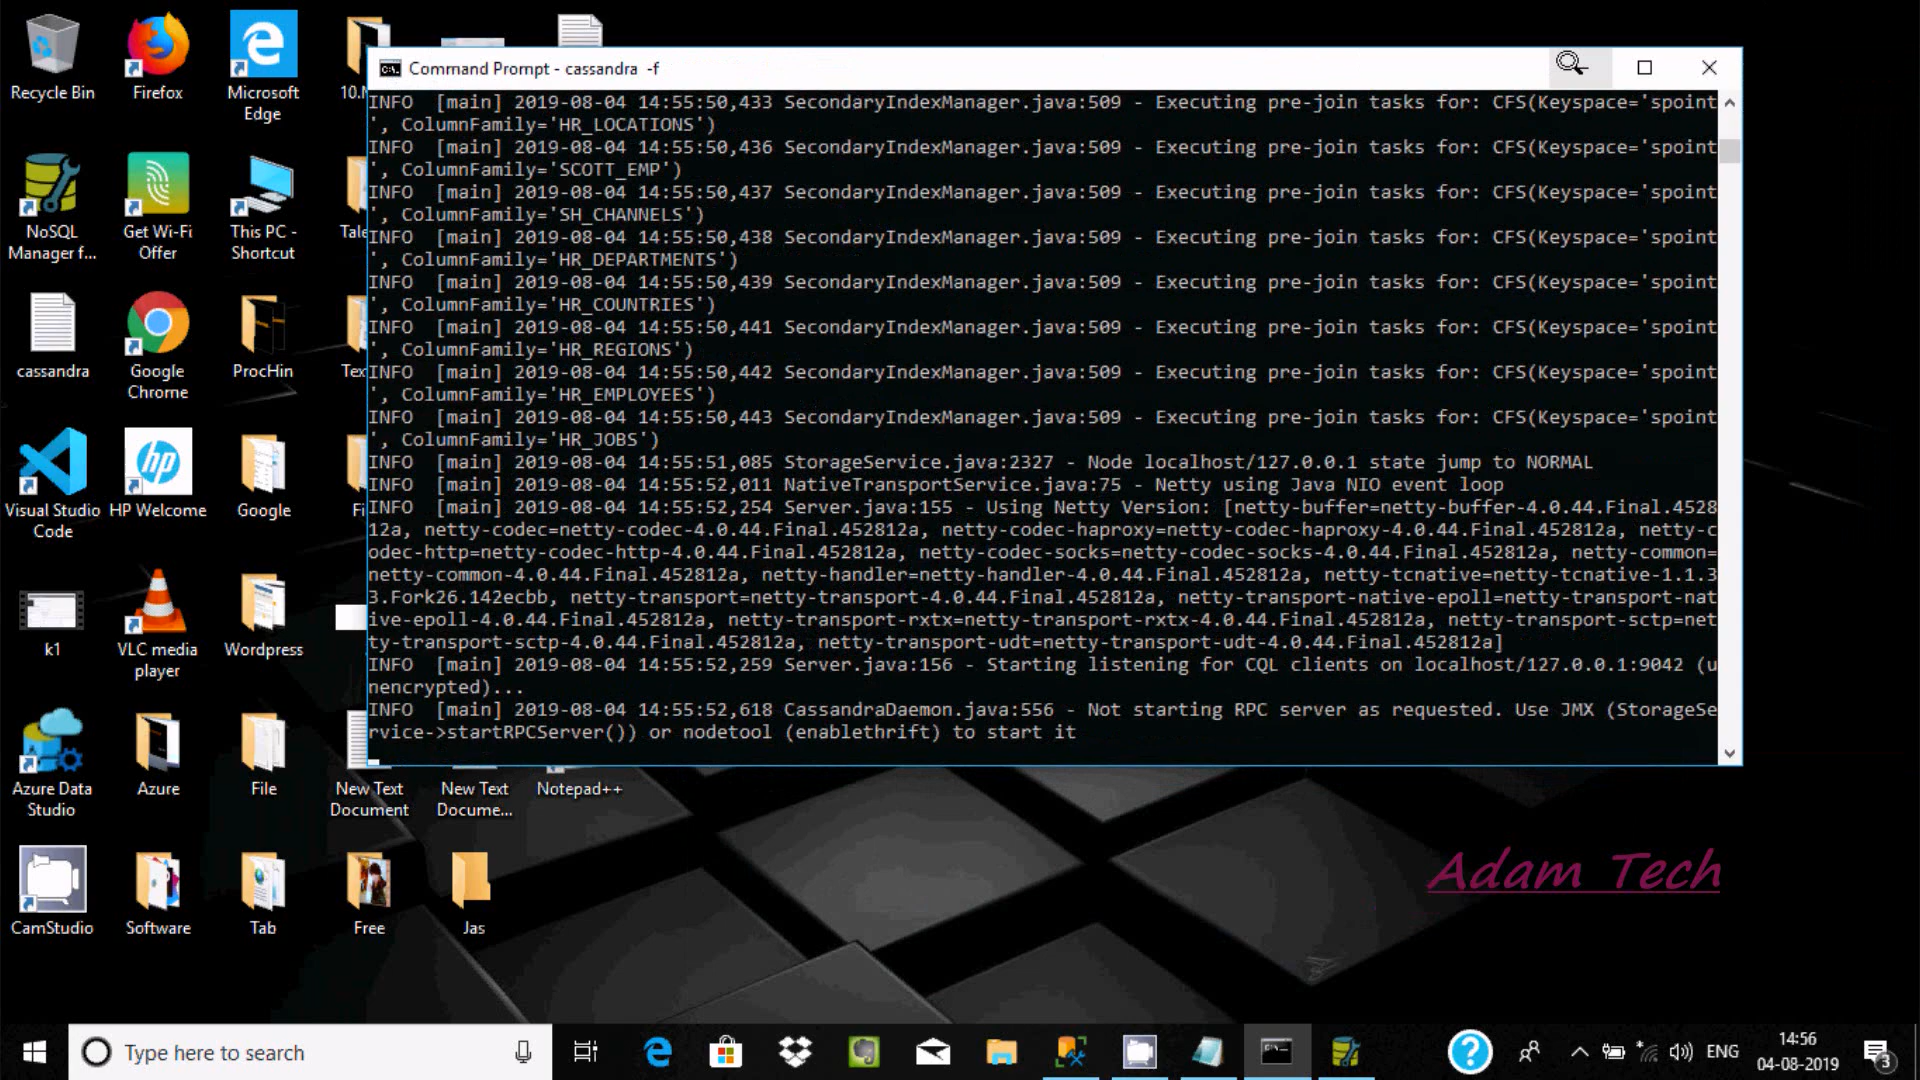 Command Prompt - cassandra  -f
INFO  [main] 2019-08-04 14:55:50,433 SecondaryIndexManager.java:509 - Executing pre-join tasks for: CFS(Keyspace='spoint
', ColumnFamily='HR_LOCATIONS')
INFO  [main] 2019-08-04 14:55:50,436 SecondaryIndexManager.java:509 - Executing pre-join tasks for: CFS(Keyspace='spoint
', ColumnFamily='SCOTT_EMP')
INFO  [main] 2019-08-04 14:55:50,437 SecondaryIndexManager.java:509 - Executing pre-join tasks for: CFS(Keyspace='spoint
', ColumnFamily='SH_CHANNELS')
INFO  [main] 2019-08-04 14:55:50,438 SecondaryIndexManager.java:509 - Executing pre-join tasks for: CFS(Keyspace='spoint
', ColumnFamily='HR_DEPARTMENTS')
INFO  [main] 2019-08-04 14:55:50,439 SecondaryIndexManager.java:509 - Executing pre-join tasks for: CFS(Keyspace='spoint
', ColumnFamily='HR_COUNTRIES')
INFO  [main] 2019-08-04 14:55:50,441 SecondaryIndexManager.java:509 - Executing pre-join tasks for: CFS(Keyspace='spoint
', ColumnFamily='HR_REGIONS')
INFO  [main] 2019-08-04 14:55:50,442 SecondaryIndexManager.java:509 - Executing pre-join tasks for: CFS(Keyspace='spoint
', ColumnFamily='HR_EMPLOYEES')
INFO  [main] 2019-08-04 14:55:50,443 SecondaryIndexManager.java:509 - Executing pre-join tasks for: CFS(Keyspace='spoint
', ColumnFamily='HR_JOBS')
INFO  [main] 2019-08-04 14:55:51,085 StorageService.java:2327 - Node localhost/127.0.0.1 state jump to NORMAL
INFO  [main] 2019-08-04 14:55:52,011 NativeTransportService.java:75 - Netty using Java NIO event loop
INFO  [main] 2019-08-04 14:55:52,254 Server.java:155 - Using Netty Version: [netty-buffer=netty-buffer-4.0.44.Final.4528
12a, netty-codec=netty-codec-4.0.44.Final.452812a, netty-codec-haproxy=netty-codec-haproxy-4.0.44.Final.452812a, netty-c
odec-http=netty-codec-http-4.0.44.Final.452812a, netty-codec-socks=netty-codec-socks-4.0.44.Final.452812a, netty-common=
netty-common-4.0.44.Final.452812a, netty-handler=netty-handler-4.0.44.Final.452812a, netty-tcnative=netty-tcnative-1.1.3
3.Fork26.142ecbb, netty-transport=netty-transport-4.0.44.Final.452812a, netty-transport-native-epoll=netty-transport-nat
ive-epoll-4.0.44.Final.452812a, netty-transport-rxtx=netty-transport-rxtx-4.0.44.Final.452812a, netty-transport-sctp=net
ty-transport-sctp-4.0.44.Final.452812a, netty-transport-udt=netty-transport-udt-4.0.44.Final.452812a]
INFO  [main] 2019-08-04 14:55:52,259 Server.java:156 - Starting listening for CQL clients on localhost/127.0.0.1:9042 (u
nencrypted)...
INFO  [main] 2019-08-04 14:55:52,618 CassandraDaemon.java:556 - Not starting RPC server as requested. Use JMX (StorageSe
rvice->startRPCServer()) or nodetool (enablethrift) to start it
Recycle Bin
Firefox
Microsoft
Edge
NoSQL
Manager f...
Get Wi-Fi
Offer
This PC -
Shortcut
cassandra
Google
Chrome
ProcHin
Visual Studio
Code
HP Welcome
Google
k1
VLC media
player
Wordpress
Azure Data
Studio
Azure
File
New Text
Document
New Text
Docume...
Notepad++
CamStudio
Software
Tab
Free
Jas
Adam Tech
Type here to search
ENG
14:56
04-08-2019
3